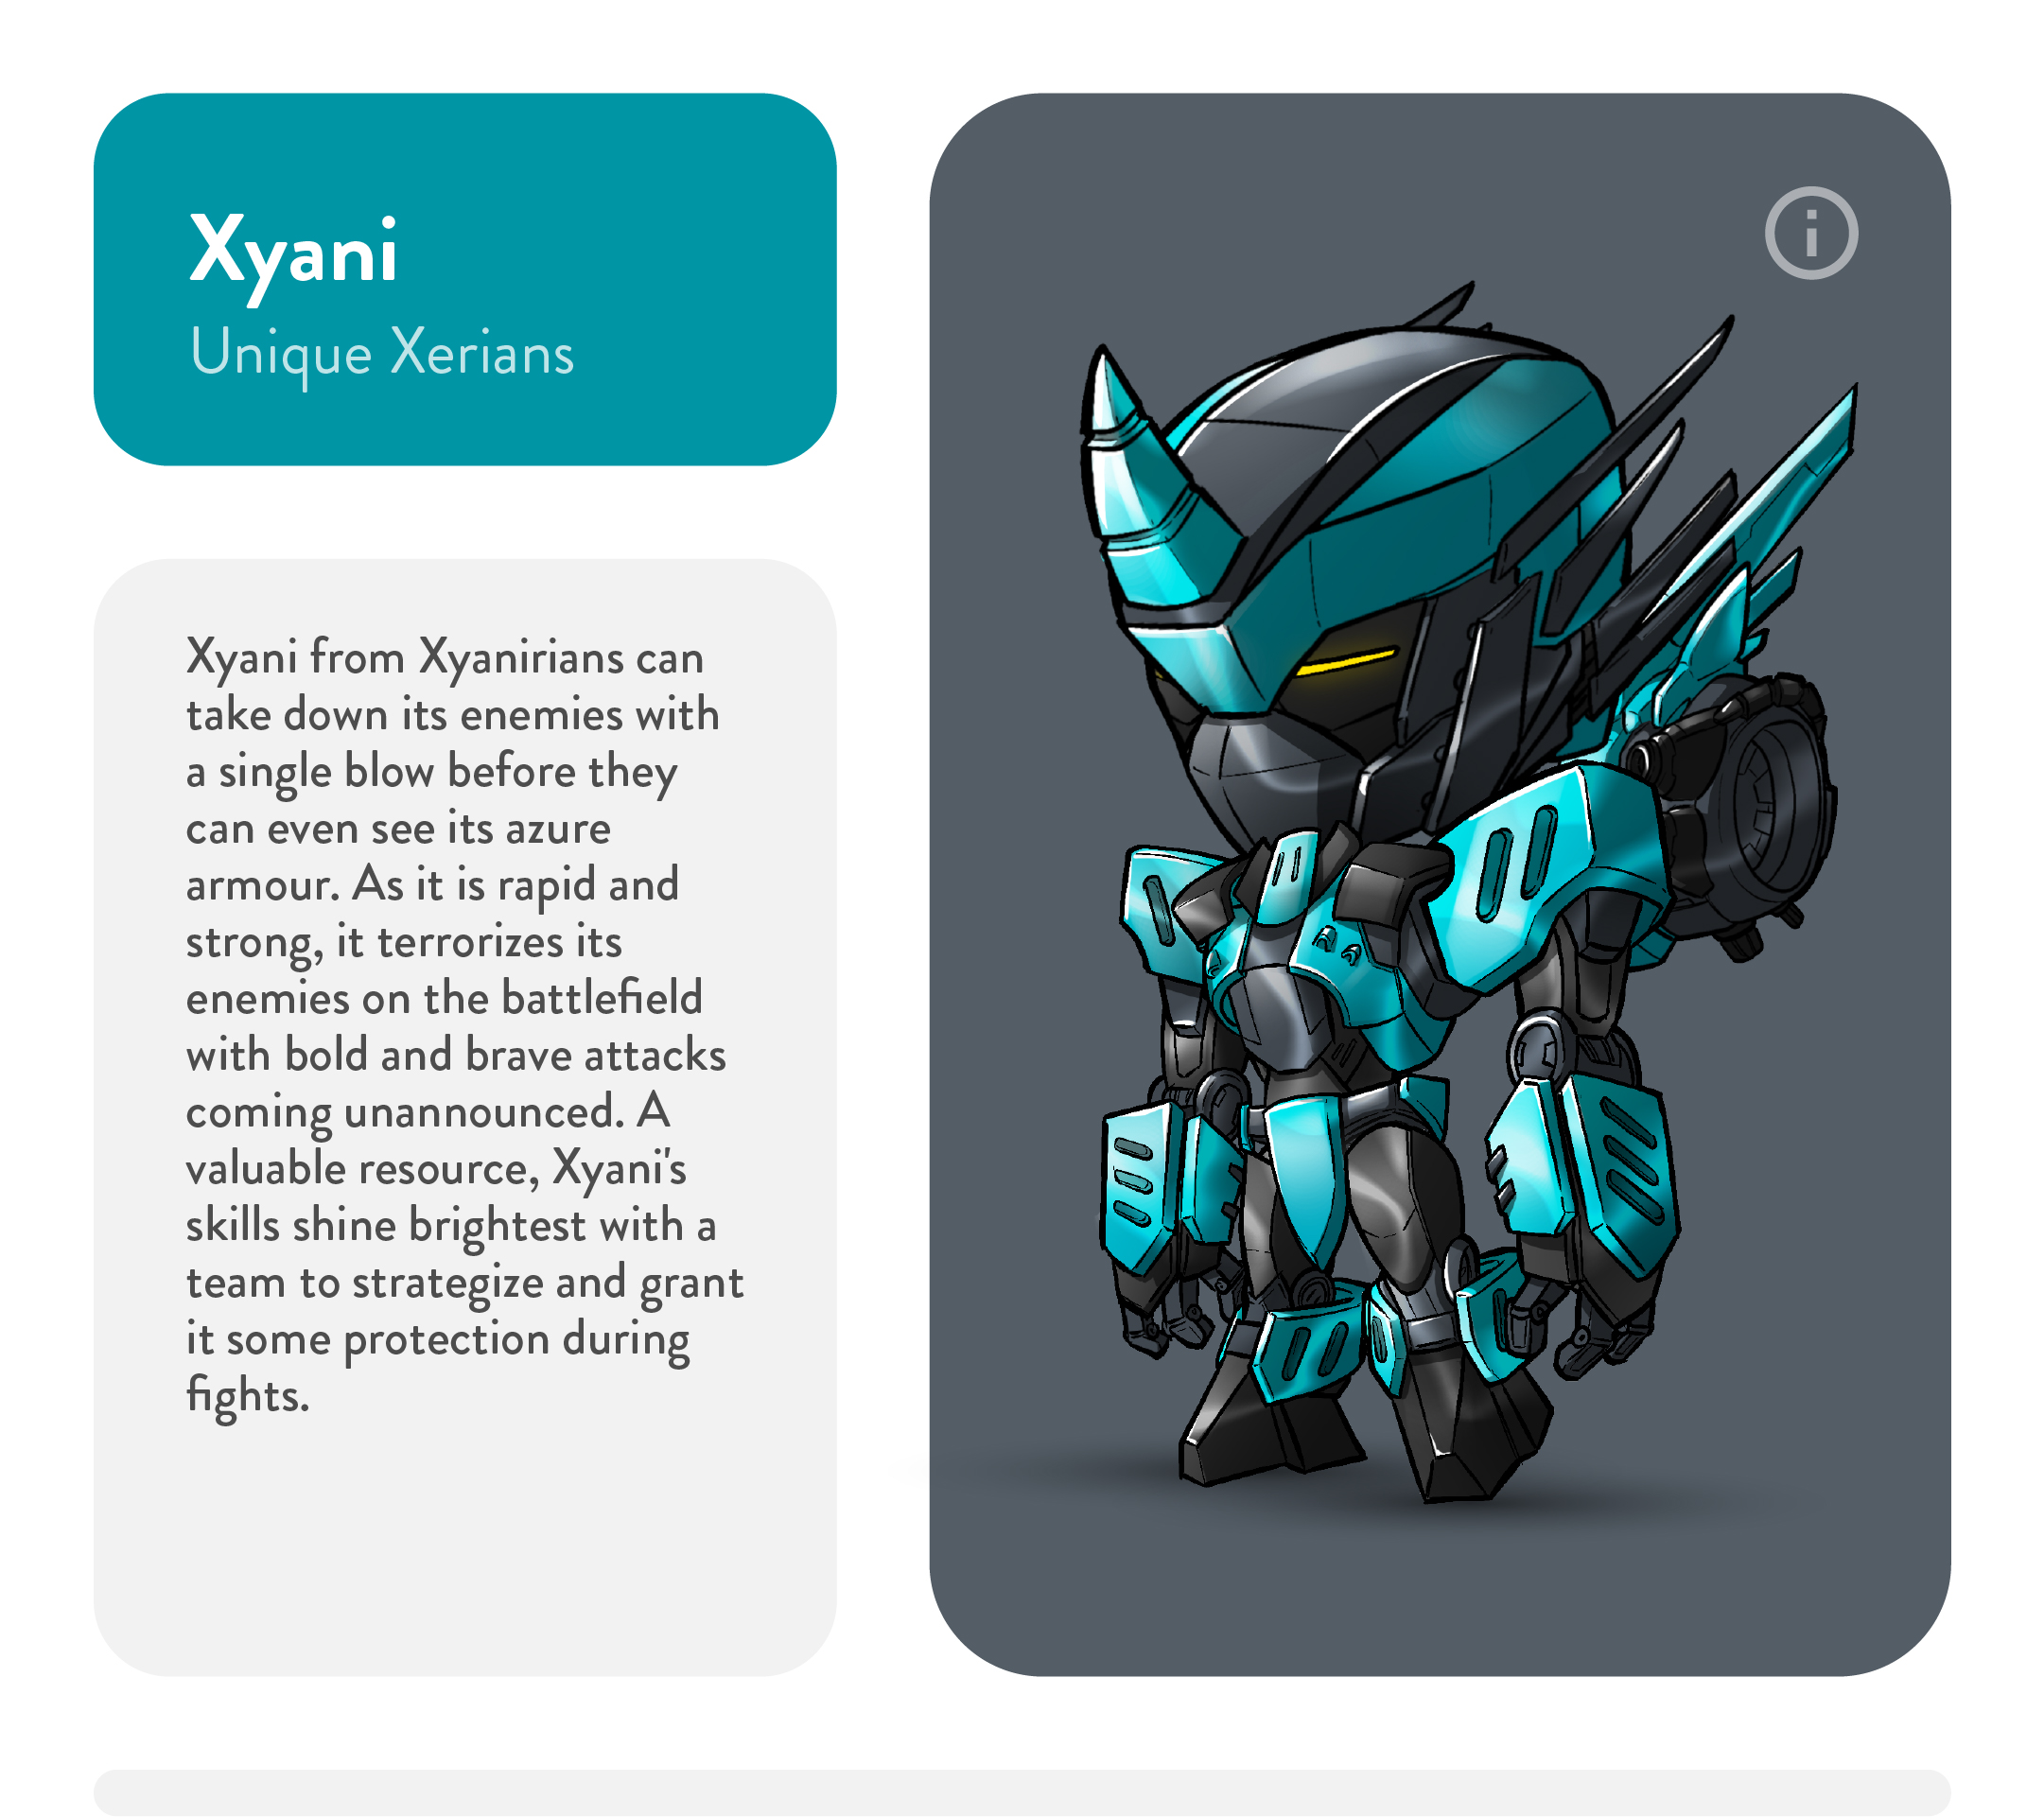 Xyani
Unique Xerians
Xyani from Xyanirians can
take down its enemies with
a single blow before they
can even see its azure
armour. As it is rapid and
strong, it terrorizes its
enemies on the battlefield
with bold and brave attacks
coming unannounced. A
valuable resource, Xyani's
skills shine brightest with a
team to strategize and grant
it some protection during
fights.